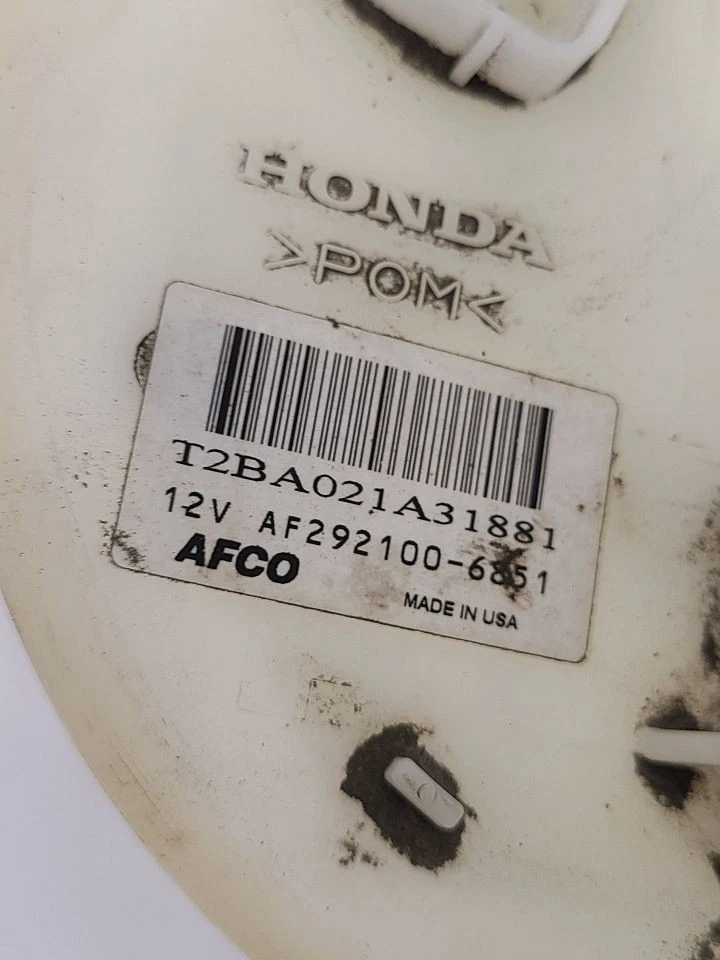 HONDA
>POM<
T2BA021A31881
12V AF292100-6851
AFCO
MADE IN USA